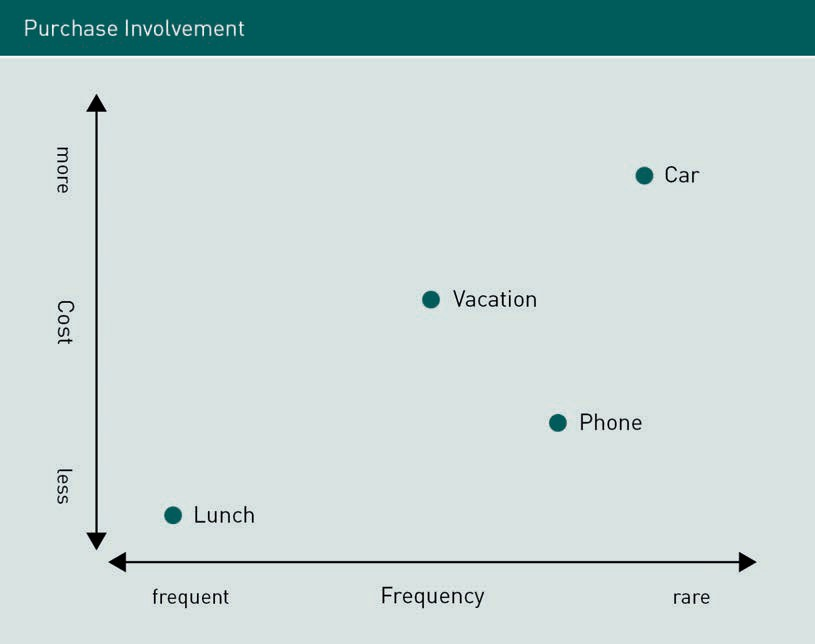 Purchase Involvement
more
Car
Cost
Vacation
Phone
less
Lunch
frequent
Frequency
rare